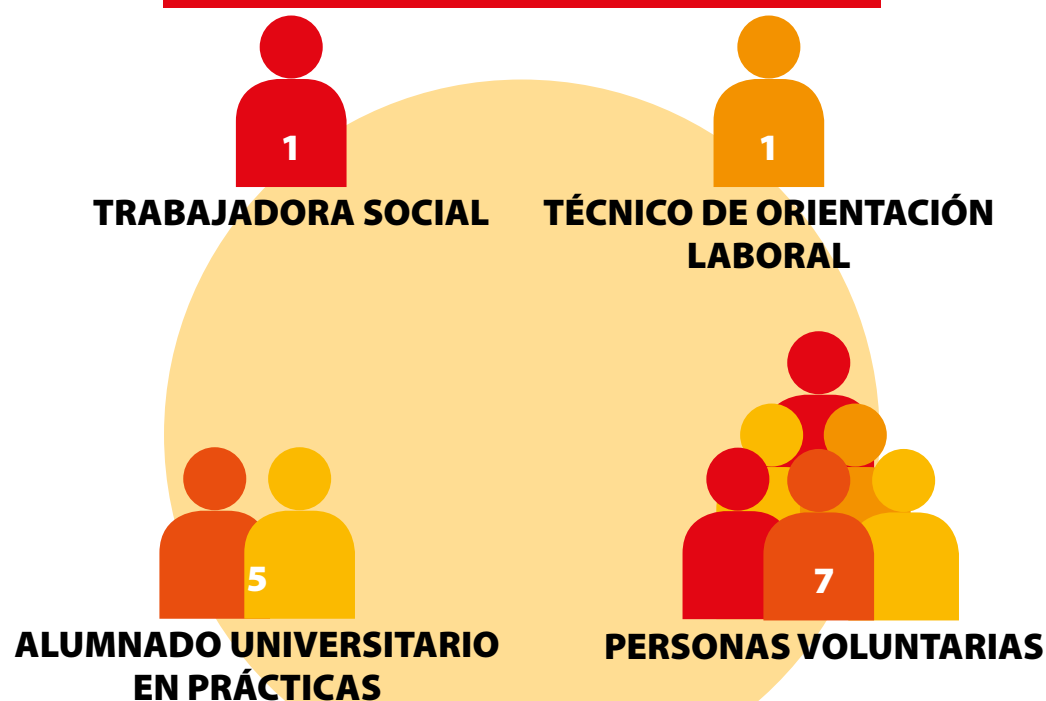 1
TRABAJADORA SOCIAL
1
TÉCNICO DE ORIENTACIÓN
LABORAL
5
ALUMNADO UNIVERSITARIO
EN PRÁCTICAS
7
PERSONAS VOLUNTARIAS